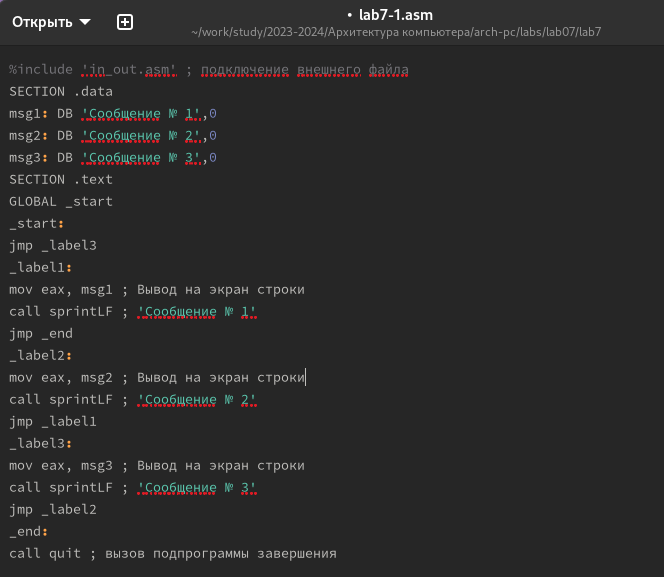 Открыть
• lab7-1.asm
~/work/study/2023-2024/Архитектура компьютера/arch-pc/labs/lab07/lab7
%include 'in_out.asm' ; подключение внешнего файла
SECTION .data
msg1: DB 'Сообщение № 1',0
msg2: DB 'Сообщение № 2',0
msg3: DB 'Сообщение № 3',0
SECTION .text
GLOBAL _start
_start:
jmp _label3
_label1:
mov eax, msg1 ; Вывод на экран строки
call sprintLF ; 'Сообщение № 1'
jmp _end
_label2:
mov eax, msg2 ; Вывод на экран строки
call sprintLF ; 'Сообщение № 2'
jmp _label1
_label3:
mov eax, msg3 ; Вывод на экран строки
call sprintLF ; 'Сообщение № 3'
jmp _label2
_end:
call quit ; вызов подпрограммы завершения